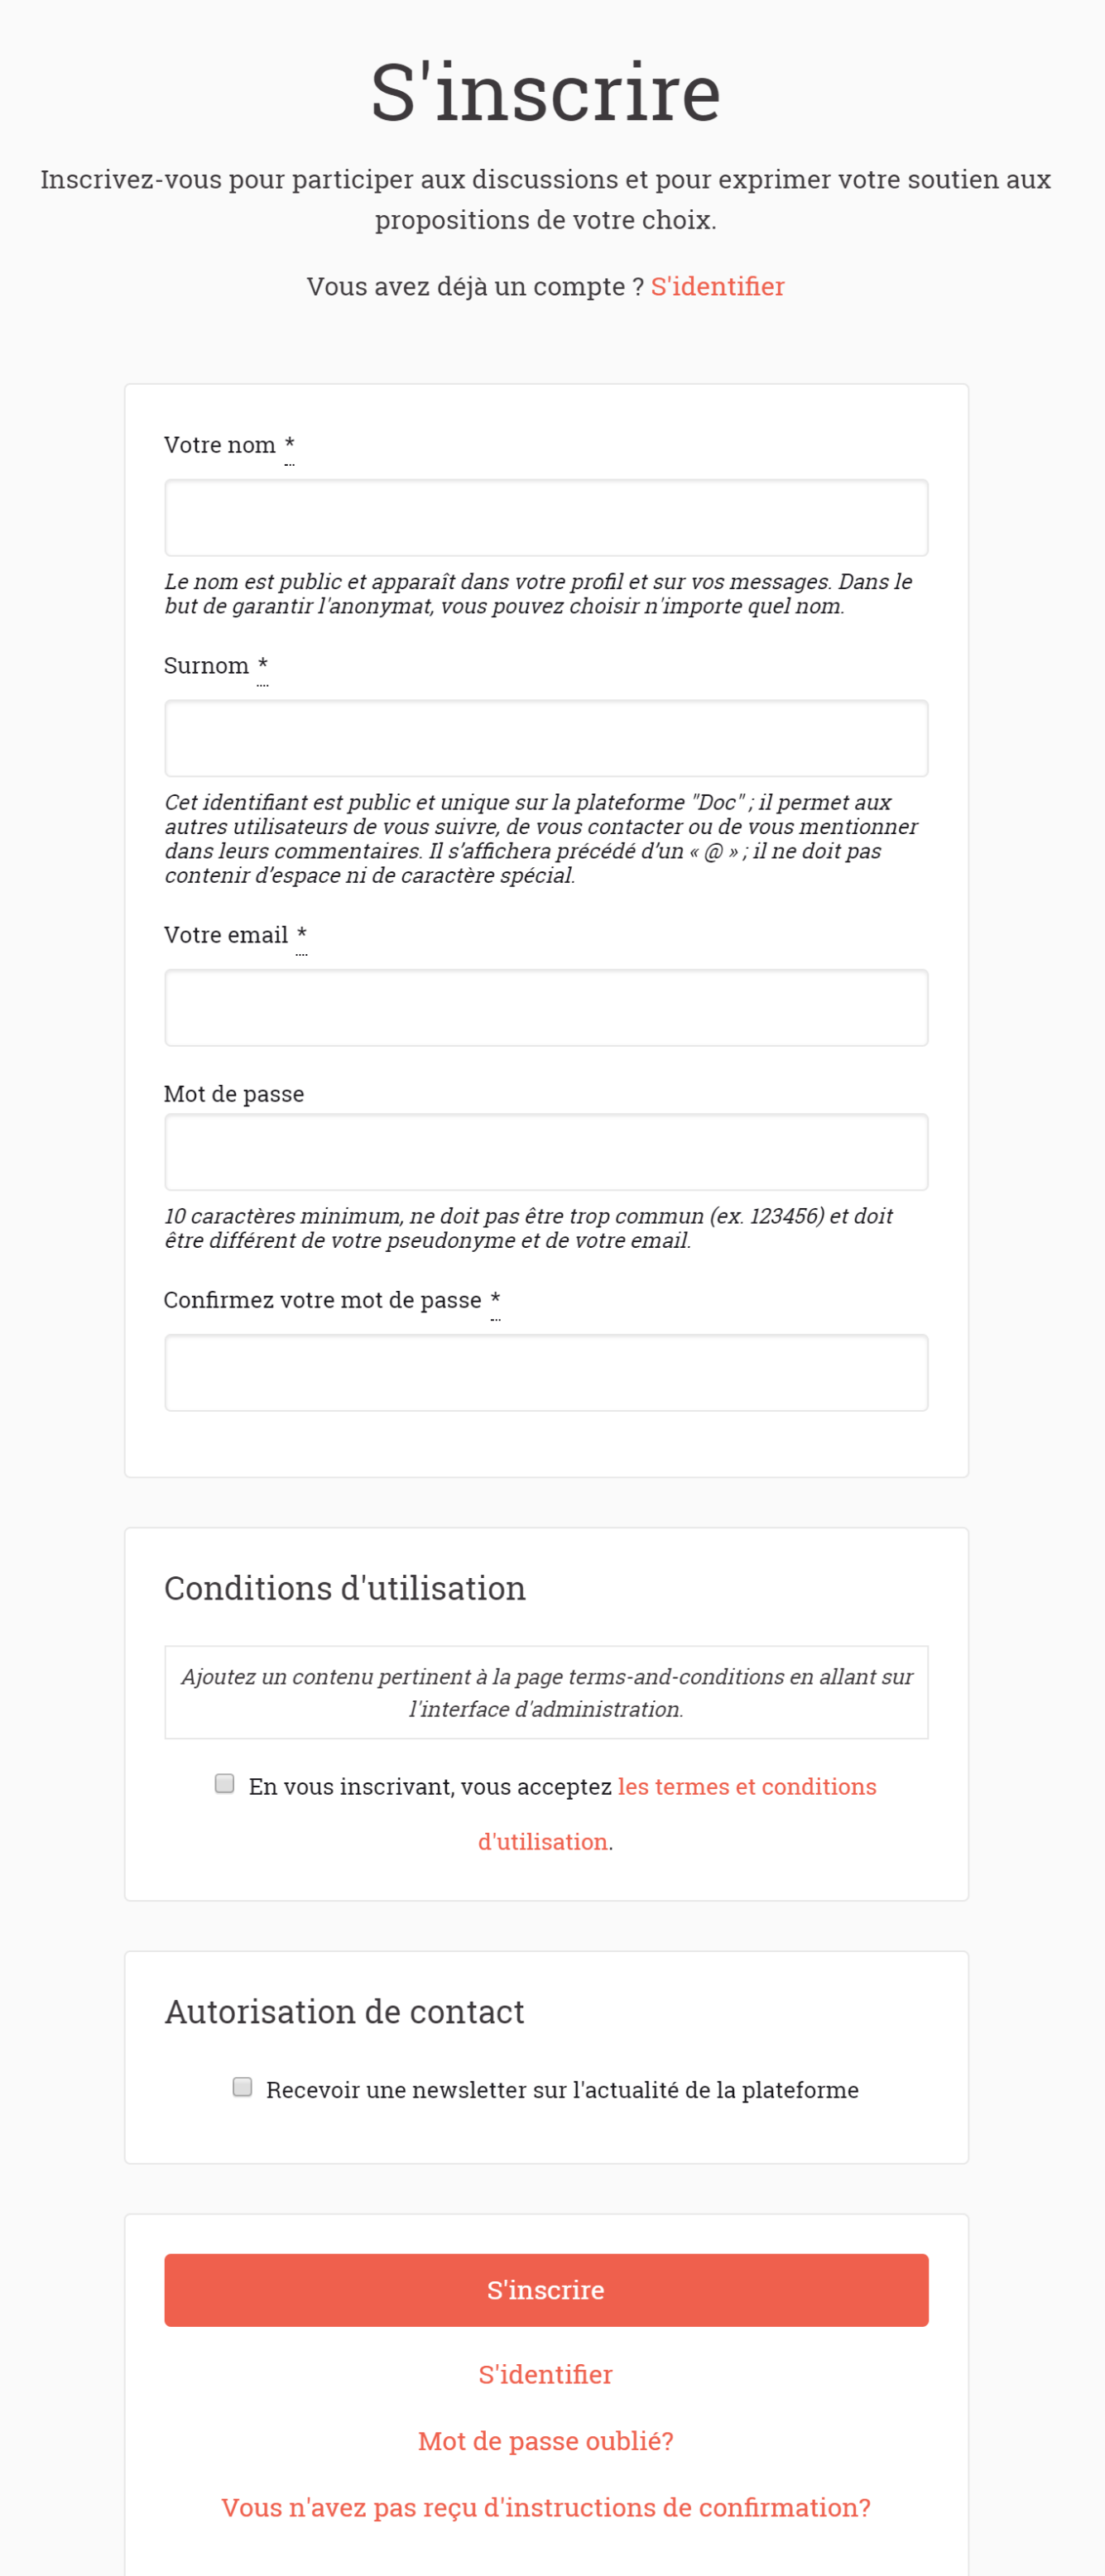 S'inscrire
Inscrivez-vous pour participer aux discussions et pour exprimer votre soutien aux
propositions de votre choix.
Vous avez déjà un compte ? S'identifier
Votre nom *
Le nom est public et apparaît dans votre profil et sur vos messages. Dans le
but de garantir l'anonymat, vous pouvez choisir n'importe quel nom.
Surnom *
Cet identifiant est public et unique sur la plateforme "Doc" ; il permet aux
autres utilisateurs de vous suivre, de vous contacter ou de vous mentionner
dans leurs commentaires. Il s’affichera précédé d’un « @ » ; il ne doit pas
contenir d’espace ni de caractère spécial.
Votre email *
Mot de passe
10 caractères minimum, ne doit pas être trop commun (ex. 123456) et doit
être différent de votre pseudonyme et de votre email.
Confirmez votre mot de passe *
Conditions d'utilisation
Ajoutez un contenu pertinent à la page terms-and-conditions en allant sur
l'interface d'administration.
En vous inscrivant, vous acceptez les termes et conditions
d'utilisation.
Autorisation de contact
Recevoir une newsletter sur l'actualité de la plateforme
S'inscrire
S'identifier
Mot de passe oublié?
Vous n'avez pas reçu d'instructions de confirmation?